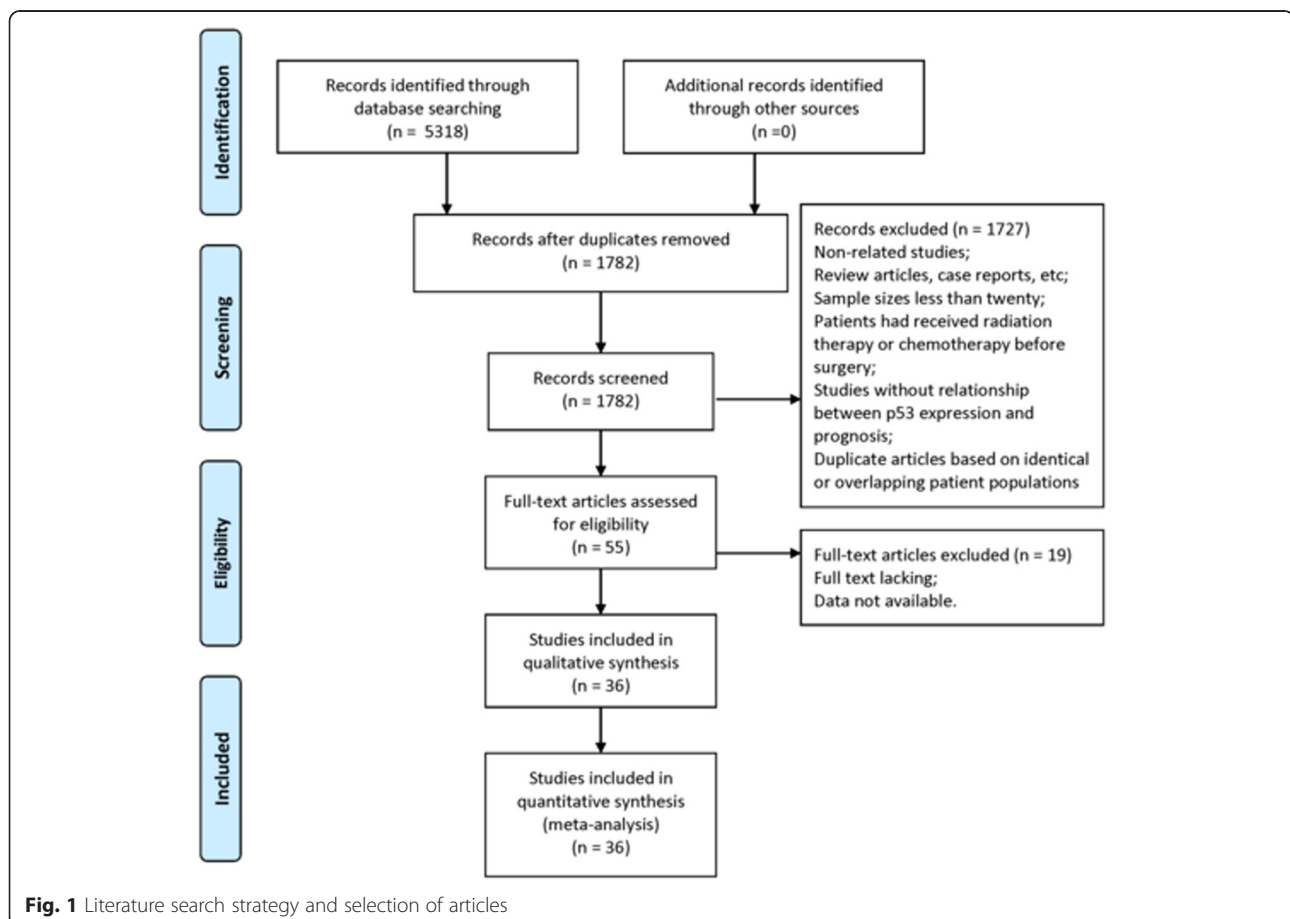 Identification
Records identified through
database searching
(n = 5318)
Additional records identified
through other sources
(n =0)
Records after duplicates removed
(n = 1782)
Screening
Records screened
(n = 1782)
Records excluded (n = 1727)
Non-related studies;
Review articles, case reports, etc;
Sample sizes less than twenty;
Patients had received radiation
therapy or chemotherapy before
surgery;
Studies without relationship
between p53 expression and
prognosis;
Duplicate articles based on identical
or overlapping patient populations
Eligibility
Full-text articles assessed
for eligibility
(n = 55)
Full-text articles excluded (n = 19)
Full text lacking;
Data not available.
Studies included in
qualitative synthesis
(n = 36)
Included
Studies included in
quantitative synthesis
(meta-analysis)
(n = 36)
Fig. 1 Literature search strategy and selection of articles